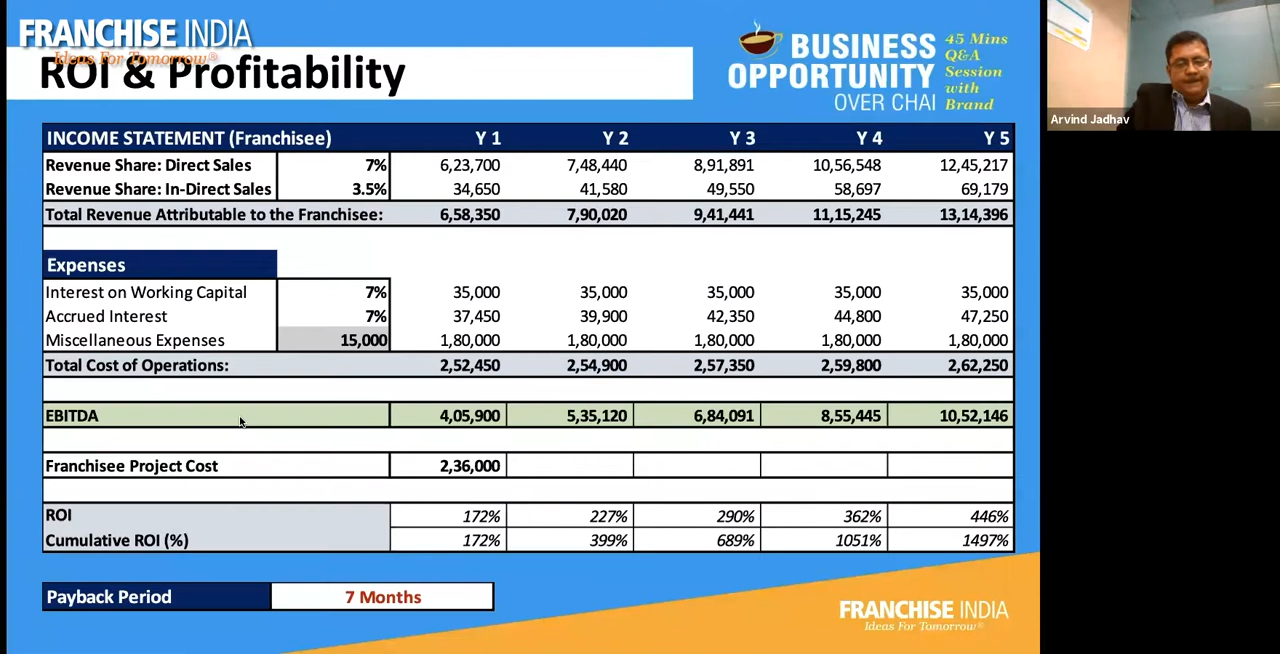 FRANCHISE INDIA
Ideas For Tomorrow®
ROI & Profitability
BUSINESS OPPORTUNITY OVER CHAI
45 Mins Q&A Session with Brand
Arvind Jadhav
INCOME STATEMENT (Franchisee) Y 1 Y 2 Y 3 Y 4 Y 5
Revenue Share: Direct Sales 7% 6,23,700 7,48,440 8,91,891 10,56,548 12,45,217
Revenue Share: In-Direct Sales 3.5% 34,650 41,580 49,550 58,697 69,179
Total Revenue Attributable to the Franchisee: 6,58,350 7,90,020 9,41,441 11,15,245 13,14,396
Expenses
Interest on Working Capital 7% 35,000 35,000 35,000 35,000 35,000
Accrued Interest 7% 37,450 39,900 42,350 44,800 47,250
Miscellaneous Expenses 15,000 1,80,000 1,80,000 1,80,000 1,80,000 1,80,000
Total Cost of Operations: 2,52,450 2,54,900 2,57,350 2,59,800 2,62,250
EBITDA 4,05,900 5,35,120 6,84,091 8,55,445 10,52,146
Franchisee Project Cost 2,36,000
ROI 172% 227% 290% 362% 446%
Cumulative ROI (%) 172% 399% 689% 1051% 1497%
Payback Period 7 Months
FRANCHISE INDIA
Ideas For Tomorrow®